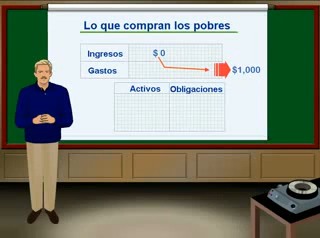 Lo que compran los pobres
Ingresos $ 0
Gastos $1,000
Activos Obligaciones